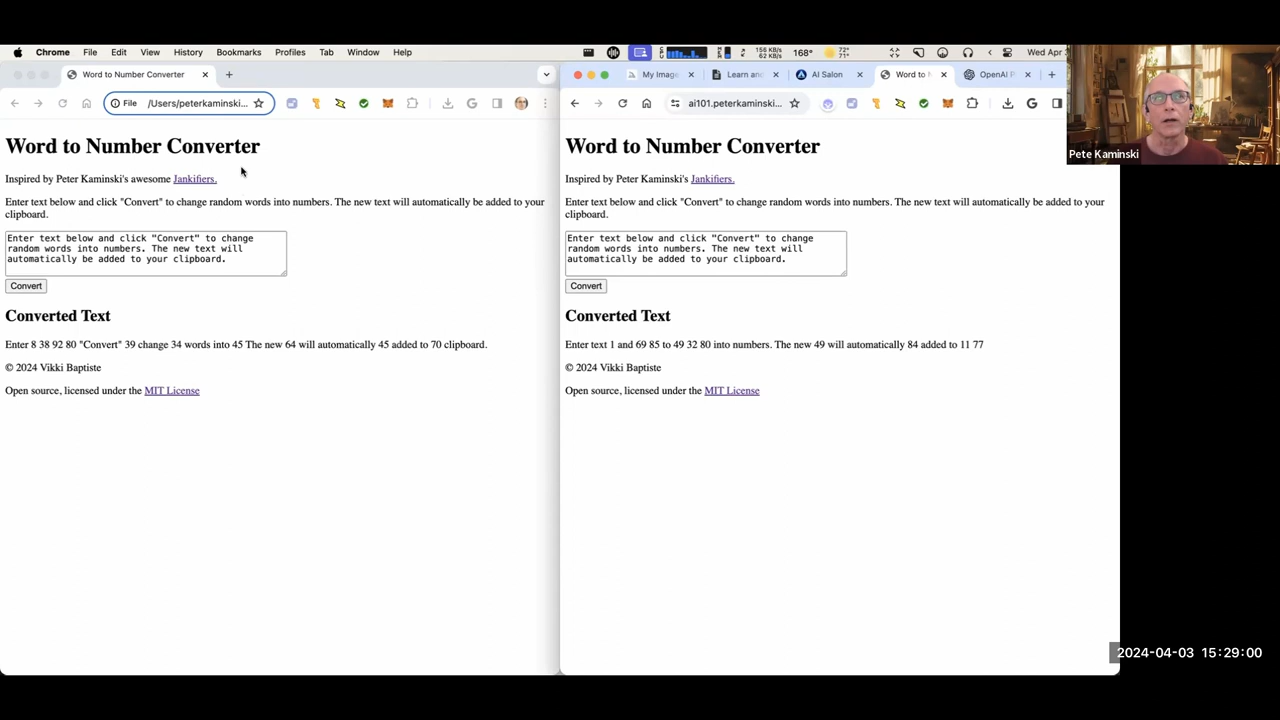 Chrome File Edit View History Bookmarks Profiles Tab Window Help
156 KB/s
62 KB/s
168°
72°
71°
Wed Apr
Word to Number Converter
File /Users/peterkaminski...
Word to Number Converter
Inspired by Peter Kaminski's awesome Jankifiers.
Enter text below and click "Convert" to change random words into numbers. The new text will automatically be added to your
clipboard.
Enter text below and click "Convert" to change
random words into numbers. The new text will
automatically be added to your clipboard.
Convert
Converted Text
Enter 8 38 92 80 "Convert" 39 change 34 words into 45 The new 64 will automatically 45 added to 70 clipboard.
© 2024 Vikki Baptiste
Open source, licensed under the MIT License
My Image
Learn and
AI Salon
Word to
OpenAI P
ai101.peterkaminski...
Word to Number Converter
Inspired by Peter Kaminski's Jankifiers.
Enter text below and click "Convert" to change random words into numbers. The new text will automatically be added to your
clipboard.
Enter text below and click "Convert" to change
random words into numbers. The new text will
automatically be added to your clipboard.
Convert
Converted Text
Enter text 1 and 69 85 to 49 32 80 into numbers. The new 49 will automatically 84 added to 11 77
© 2024 Vikki Baptiste
Open source, licensed under the MIT License
Pete Kaminski
2024-04-03 15:29:00